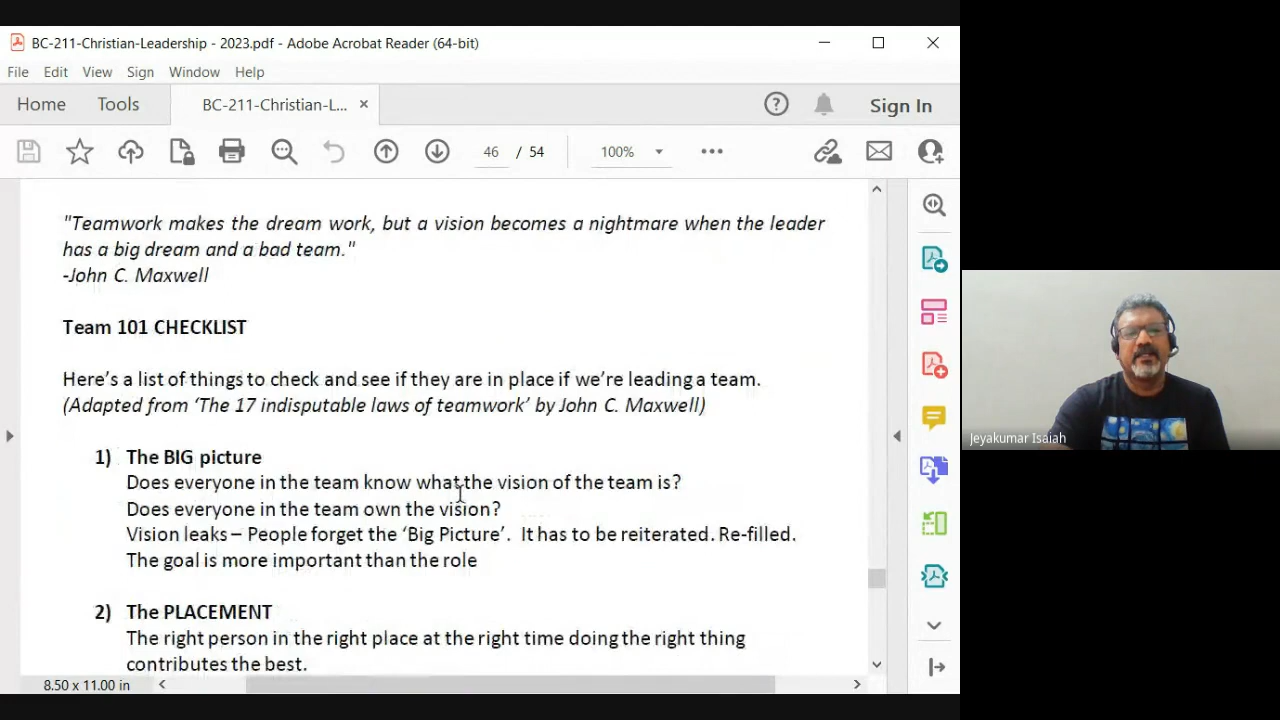 BC-211-Christian-Leadership - 2023.pdf - Adobe Acrobat Reader (64-bit)
File Edit View Sign Window Help
Home Tools BC-211-Christian-L... Sign In
46 / 54 100%
"Teamwork makes the dream work, but a vision becomes a nightmare when the leader
has a big dream and a bad team."
-John C. Maxwell
Team 101 CHECKLIST
Here's a list of things to check and see if they are in place if we're leading a team.
(Adapted from 'The 17 indisputable laws of teamwork' by John C. Maxwell)
1) The BIG picture
Does everyone in the team know what the vision of the team is?
Does everyone in the team own the vision?
Vision leaks – People forget the 'Big Picture'. It has to be reiterated. Re-filled.
The goal is more important than the role
2) The PLACEMENT
The right person in the right place at the right time doing the right thing
contributes the best.
8.50 x 11.00 in
Jeyakumar Isaiah